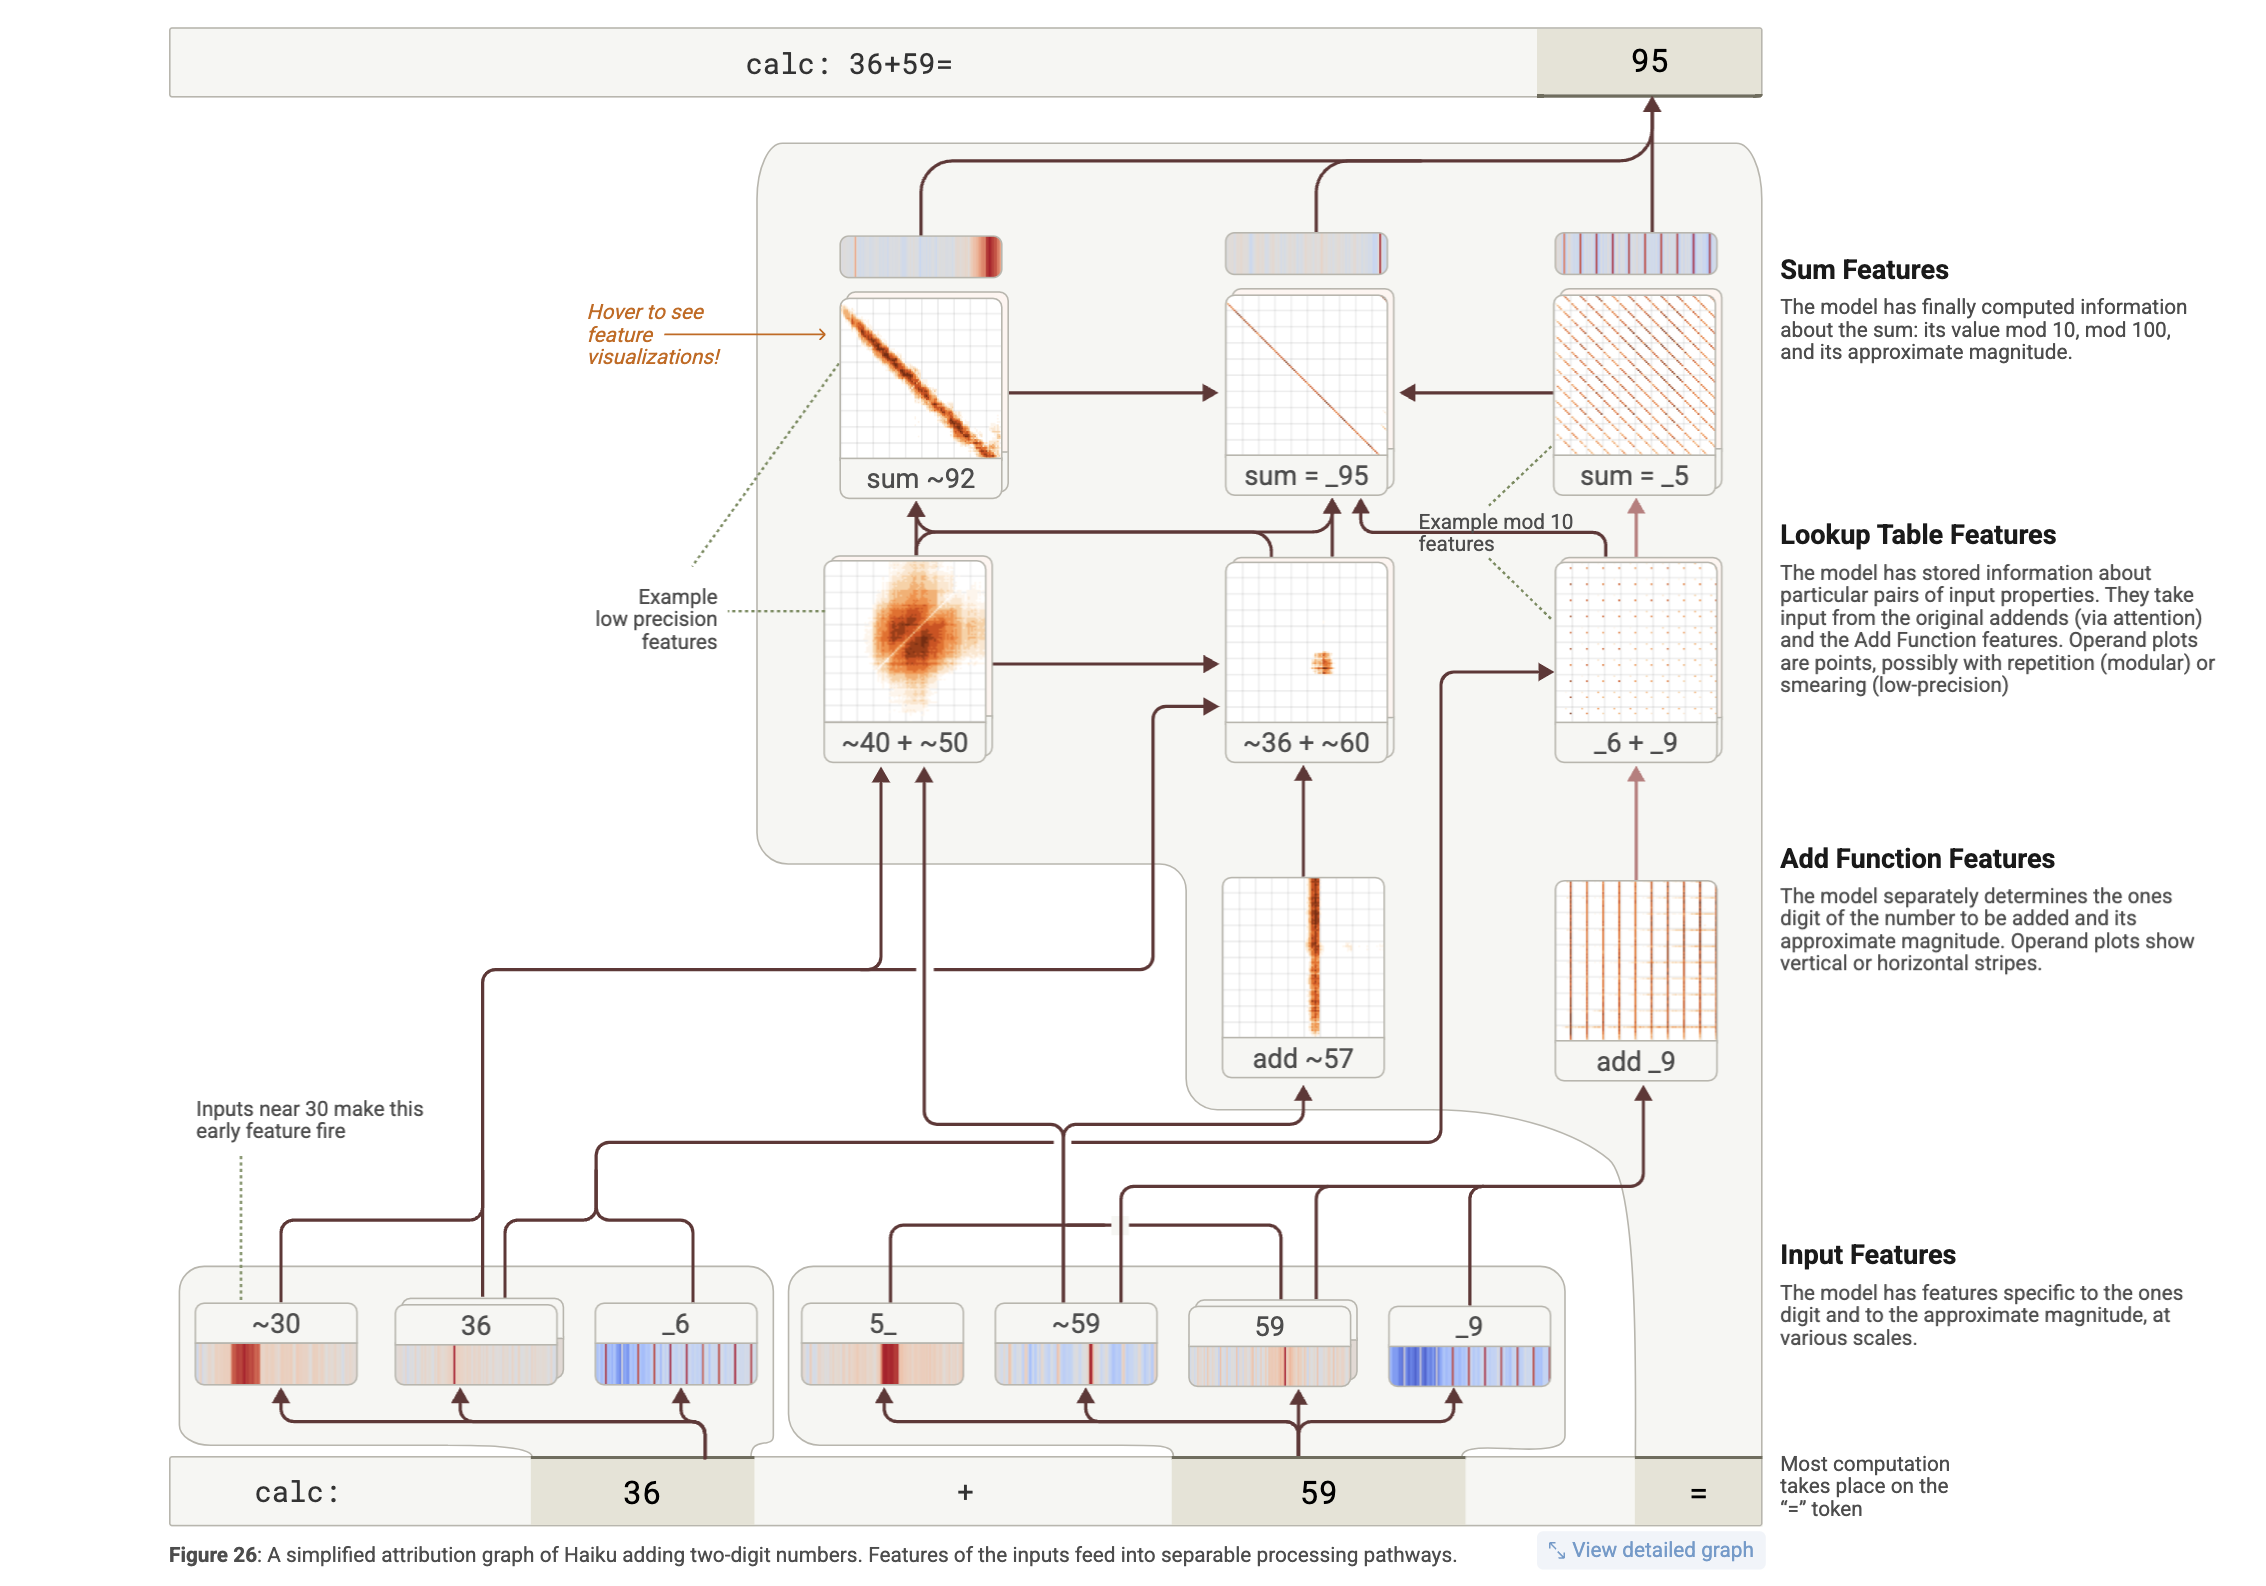 calc: 36+59=
95
Hover to see
feature
visualizations!
sum ~92
sum = _95
sum = _5
Sum Features
The model has finally computed information
about the sum: its value mod 10, mod 100,
and its approximate magnitude.
Example mod 10
features
Example
low precision
features
~40 + ~50
~36 + ~60
_6 + _9
Lookup Table Features
The model has stored information about
particular pairs of input properties. They take
input from the original addends (via attention)
and the Add Function features. Operand plots
are points, possibly with repetition (modular) or
smearing (low-precision)
add ~57
add _9
Add Function Features
The model separately determines the ones
digit of the number to be added and its
approximate magnitude. Operand plots show
vertical or horizontal stripes.
Inputs near 30 make this
early feature fire
~30
36
_6
5_
~59
59
_9
Input Features
The model has features specific to the ones
digit and to the approximate magnitude, at
various scales.
calc:
36
+
59
=
Most computation
takes place on the
“=” token
Figure 26: A simplified attribution graph of Haiku adding two-digit numbers. Features of the inputs feed into separable processing pathways.
View detailed graph